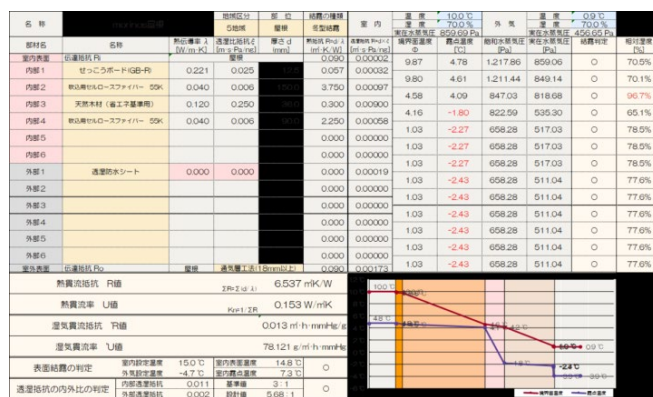 名 称
地域区分 部 位 結露の種類
5地域 屋根 冬型結露
室 内 温 度 10.0℃ 外 気 温 度 0.9℃
湿 度 70.0% 湿 度 70.0%
実在水蒸気圧 859.69 Pa 実在水蒸気圧 456.65 Pa
部材名 名称 熱伝導率 λ [W/m·K] 透湿比抵抗 ξ 厚さ d [mm] [㎡·K/W] 境界面温度 露点温度 [℃] 飽和水蒸気圧 [Pa] 実在水蒸気圧 [Pa] 結露判定 相対湿度 [%]
室内表面 伝達抵抗 Ri 屋根 0.090 0.00002
9.87 4.78 1,217.86 859.06 ○ 70.5%
内部1 せっこうボード(GB-R) 0.221 0.025 0.057 0.00032
9.80 4.61 1,211.44 849.14 ○ 70.1%
内部2 吹込用セルロースファイバー 55K 0.040 0.006 150.0 3.750 0.00097
4.58 4.09 847.03 818.68 ○ 96.7%
内部3 天然木材(省エネ基準用) 0.120 0.250 0.300 0.00900
4.16 -1.80 822.59 535.30 ○ 65.1%
内部4 吹込用セルロースファイバー 55K 0.040 0.006 90.0 2.250 0.00058
1.03 -2.27 658.28 517.03 ○ 78.5%
内部5 0.000 0.00000
1.03 -2.27 658.28 517.03 ○ 78.5%
内部6 0.000 0.00000
1.03 -2.27 658.28 517.03 ○ 78.5%
外部1 透湿防水シート 0.000 0.000 0.000 0.00019
1.03 -2.43 658.28 511.04 ○ 77.6%
外部2 0.000 0.00000
1.03 -2.43 658.28 511.04 ○ 77.6%
外部3 0.000 0.00000
1.03 -2.43 658.28 511.04 ○ 77.6%
外部4 0.000 0.00000
1.03 -2.43 658.28 511.04 ○ 77.6%
外部5 0.000 0.00000
1.03 -2.43 658.28 511.04 ○ 77.6%
外部6 0.000 0.00000
1.03 -2.43 658.28 511.04 ○ 77.6%
室外表面 伝達抵抗 Ro 屋根 通気層工法(18mm以上) 0.090 0.00173
熱貫流抵抗 R値 6.537 ㎡K/W
熱貫流率 U値 0.153 W/㎡K
湿気貫流抵抗 'R値 0.013 ㎡·h·mmHg/g
湿気貫流率 'U値 78.121 g/㎡·h·mmHg
表面結露の判定 室内設定温度 15.0℃ 室内表面温度 14.8℃ ○
外気設定温度 -4.7℃ 室内露点温度 7.3℃
透湿抵抗の内外比の判定 内部透湿抵抗 0.011 基準値 3:1 ○
外部透湿抵抗 0.002 設計値 5.68:1
10.0℃
4.8℃
4.2℃
0.9℃
-2.4℃
境界面温度 露点温度